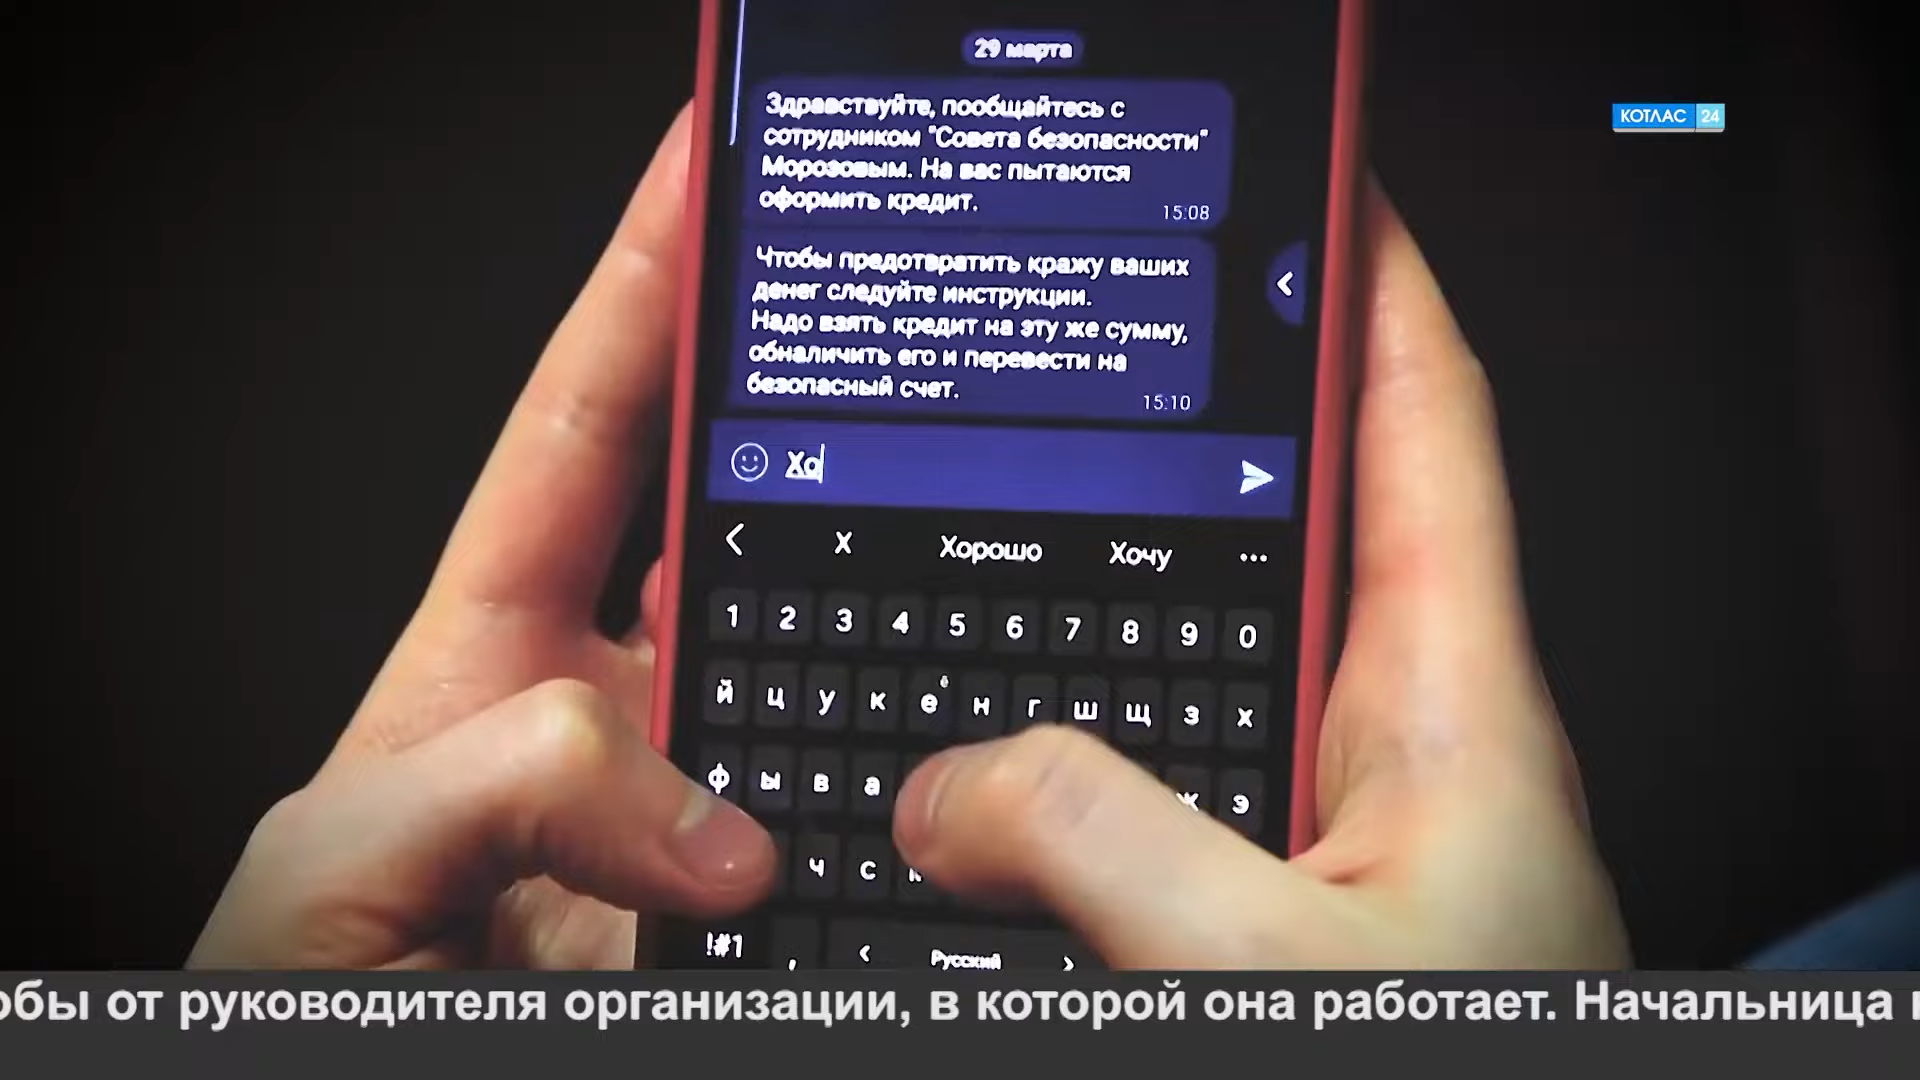 29 марта
Здравствуйте, пообщайтесь с
сотрудником "Совета безопасности"
Морозовым. На вас пытаются
оформить кредит.
15:08
Чтобы предотвратить кражу ваших
денег следуйте инструкции.
Надо взять кредит на эту же сумму,
обналичить его и перевести на
безопасный счет.
15:10
Хо
Х Хорошо Хочу ...
1 2 3 4 5 6 7 8 9 0
й ц у к е ё н г ш щ з х
ф ы в а ж э
ч с
!#1 , < Русский >
КОТЛАС 24
обы от руководителя организации, в которой она работает. Начальница